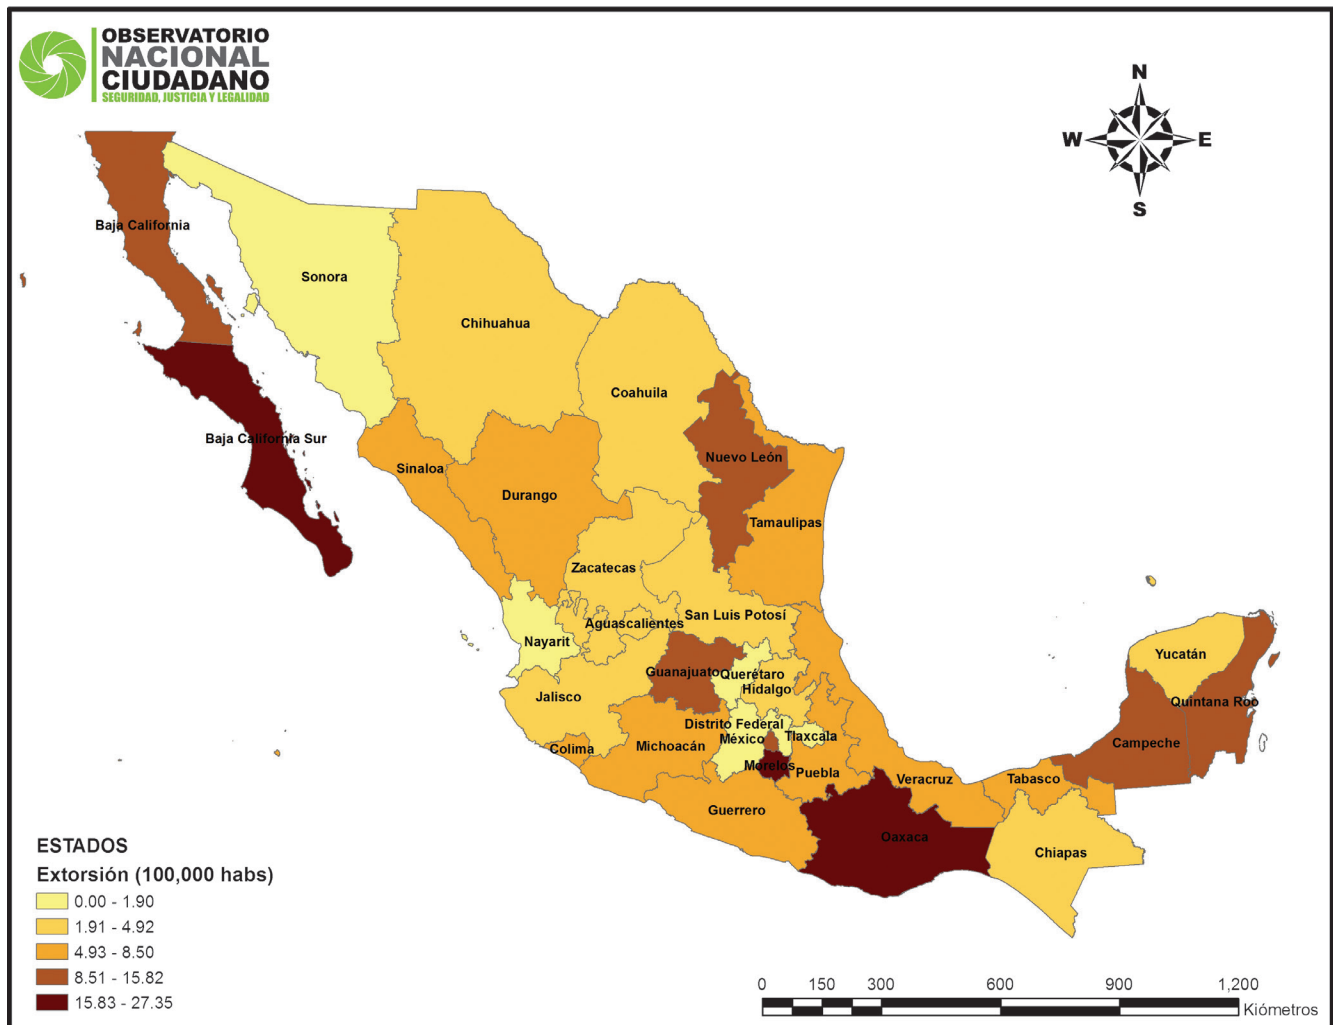 OBSERVATORIO
NACIONAL
CIUDADANO
SEGURIDAD, JUSTICIA Y LEGALIDAD
N
W
E
S
Baja California
Sonora
Chihuahua
Coahuila
Baja California Sur
Sinaloa
Nuevo León
Durango
Tamaulipas
Zacatecas
San Luis Potosí
Aguascalientes
Nayarit
Yucatán
Guanajuato
Querétaro
Hidalgo
Jalisco
Quintana Roo
Distrito Federal
México
Tlaxcala
Colima
Michoacán
Campeche
Morelos
Puebla
Veracruz
Tabasco
Guerrero
Oaxaca
Chiapas
ESTADOS
Extorsión (100,000 habs)
0.00 - 1.90
1.91 - 4.92
4.93 - 8.50
8.51 - 15.82
15.83 - 27.35
0 150 300 600 900 1,200
Kiómetros